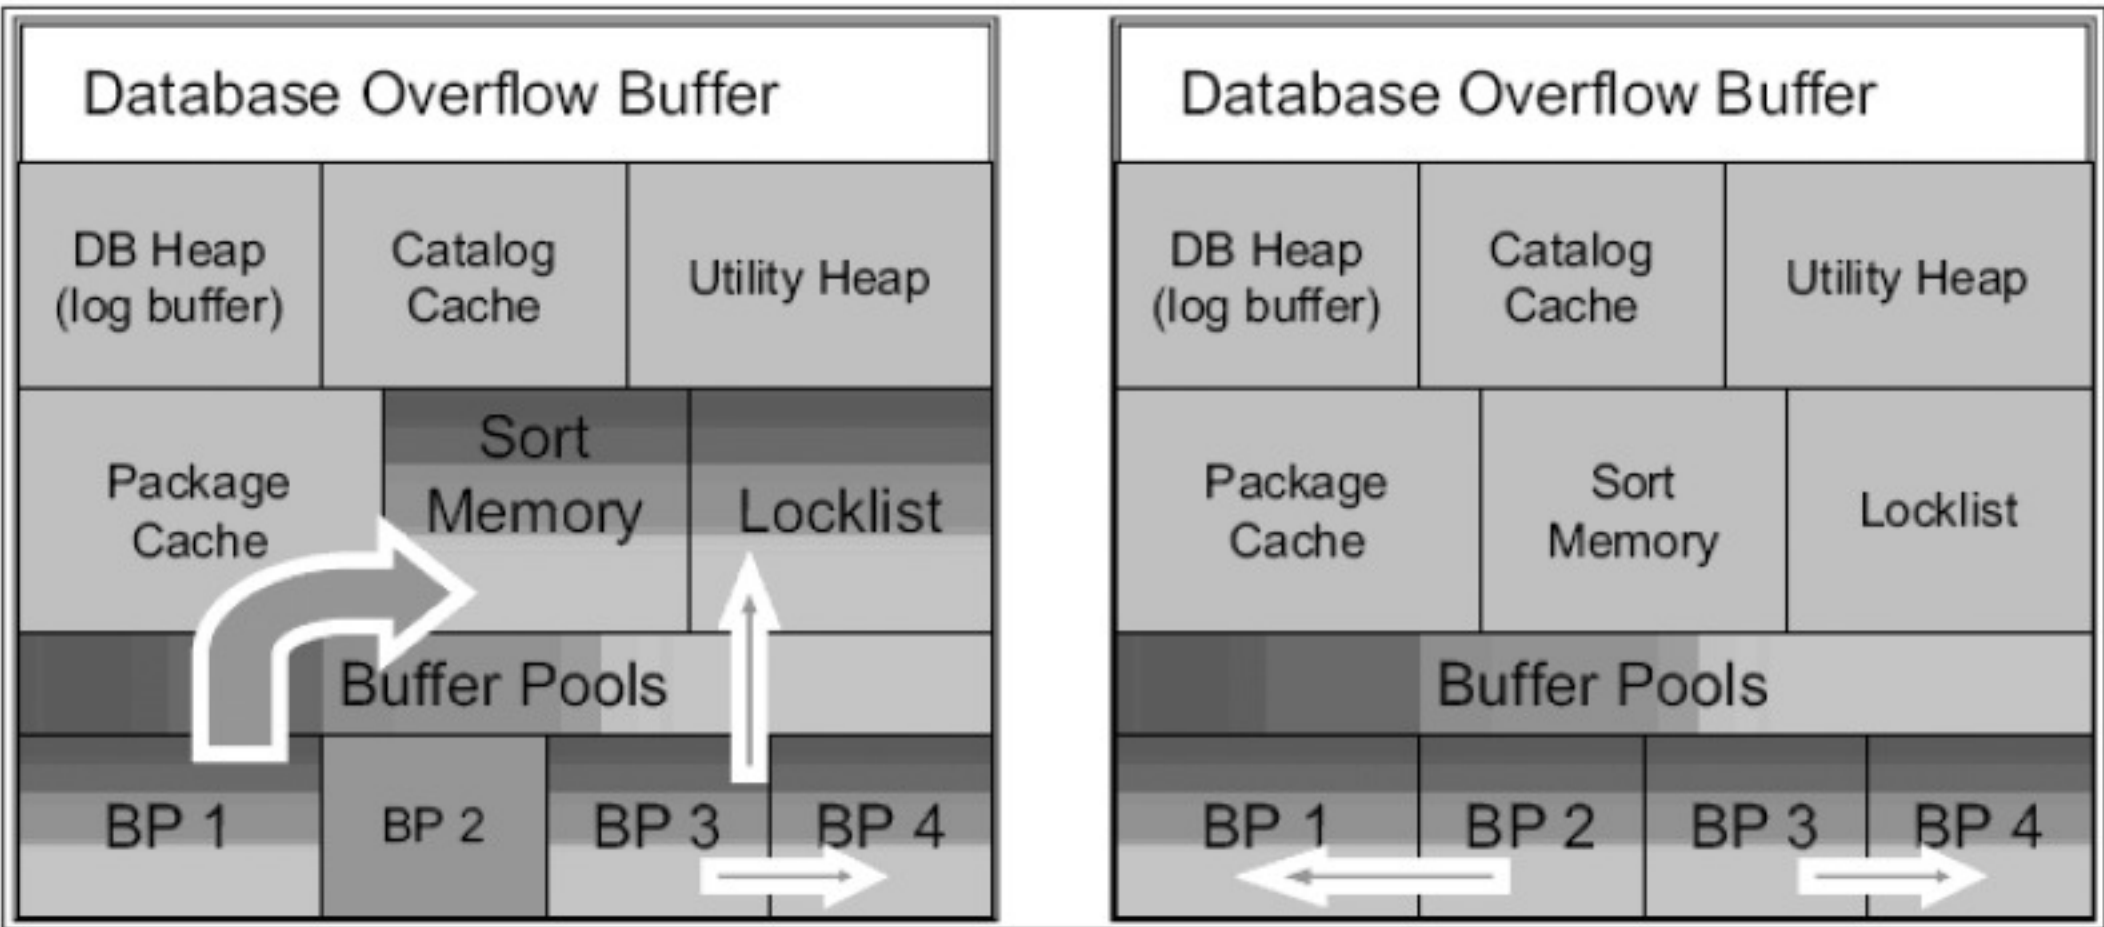 Database Overflow Buffer
DB Heap
(log buffer)
Catalog
Cache
Utility Heap
Package
Cache
Sort
Memory
Locklist
Buffer Pools
BP 1
BP 2
BP 3
BP 4
Database Overflow Buffer
DB Heap
(log buffer)
Catalog
Cache
Utility Heap
Package
Cache
Sort
Memory
Locklist
Buffer Pools
BP 1
BP 2
BP 3
BP 4